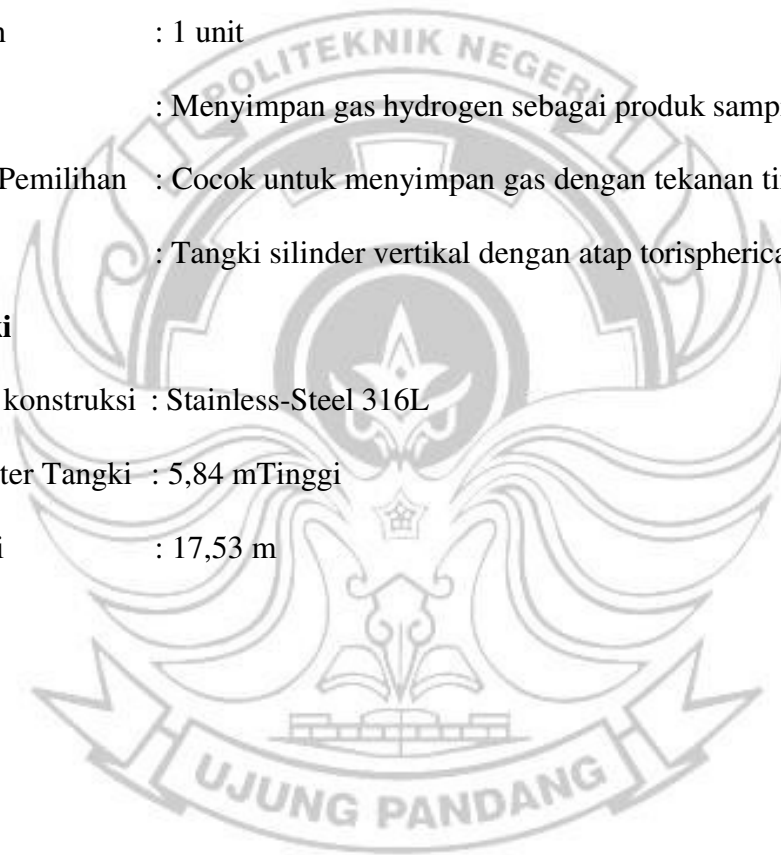 n : 1 unit
POLITEKNIK NEGERI
: Menyimpan gas hydrogen sebagai produk samp
Pemilihan : Cocok untuk menyimpan gas dengan tekanan ti
: Tangki silinder vertikal dengan atap torispherica
ki
konstruksi : Stainless-Steel 316L
ter Tangki : 5,84 mTinggi
i : 17,53 m
UJUNG PANDANG